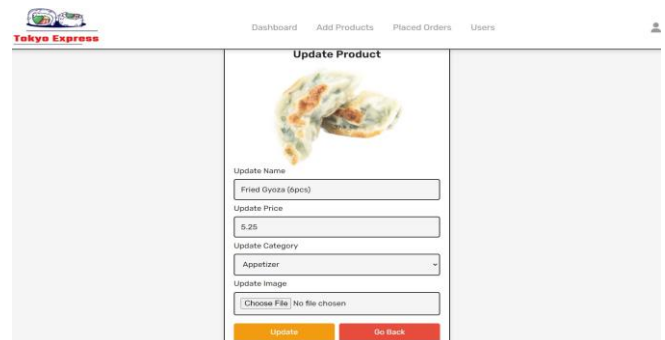 Tokyo Express
Dashboard Add Products Placed Orders Users
Update Product
Update Name
Fried Gyoza (6pcs)
Update Price
5.25
Update Category
Appetizer
Update Image
Choose File No file chosen
Update Go Back